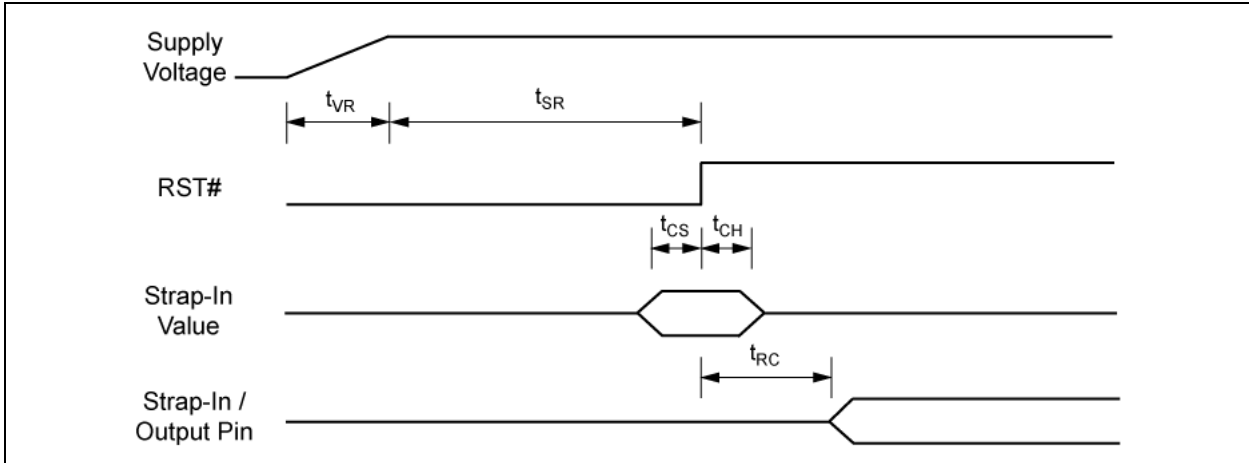 Supply
Voltage
tVR
tSR
RST#
tCS
tCH
Strap-In
Value
tRC
Strap-In /
Output Pin